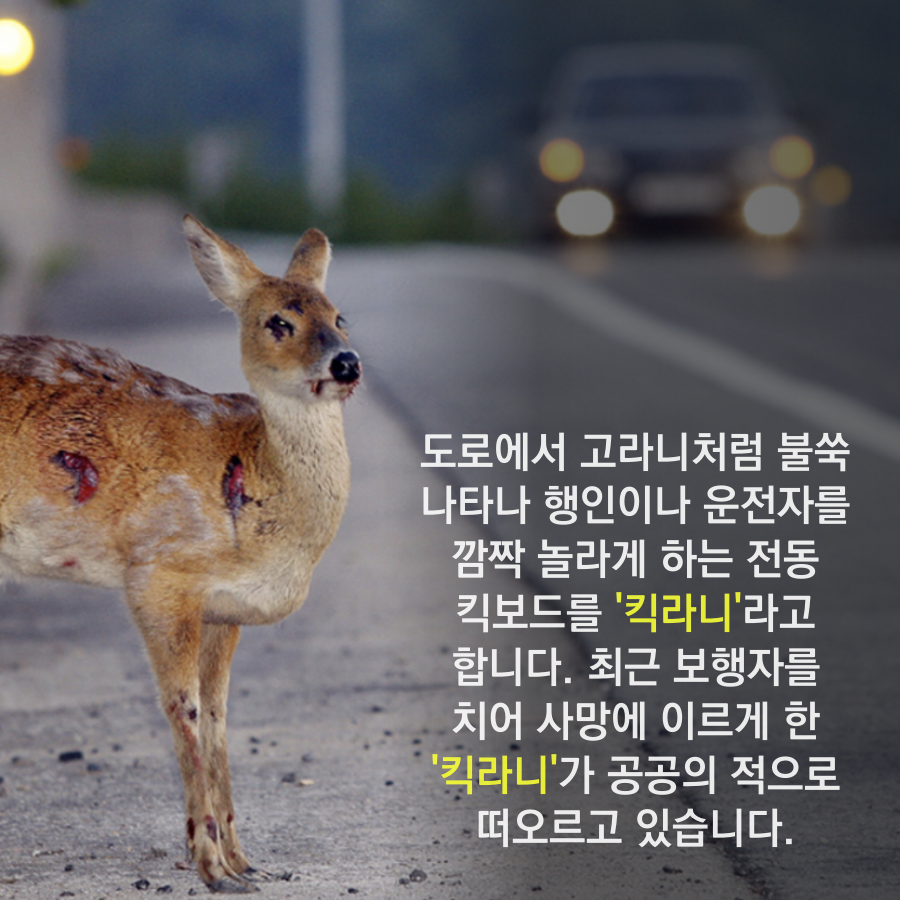 도로에서 고라니처럼 불쑥
나타나 행인이나 운전자를
깜짝 놀라게 하는 전동
킥보드를 '킥라니'라고
합니다. 최근 보행자를
치어 사망에 이르게 한
'킥라니'가 공공의 적으로
떠오르고 있습니다.